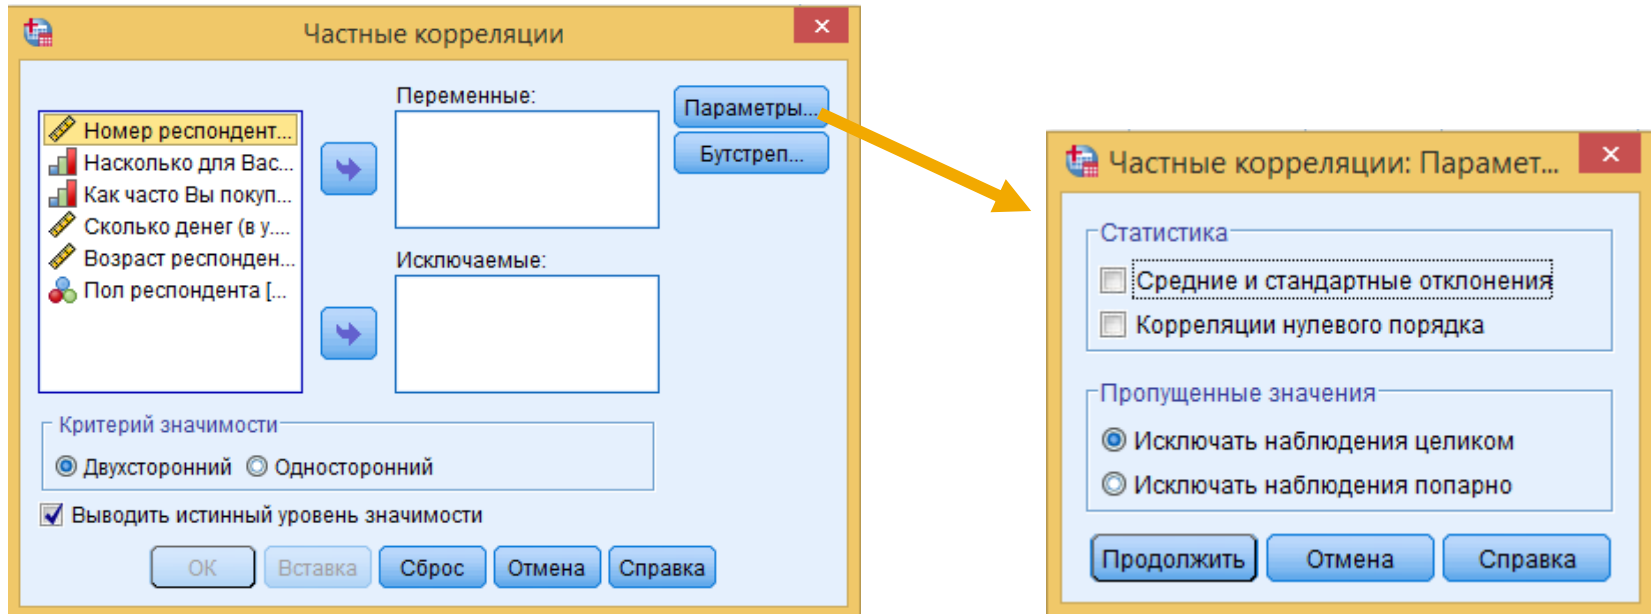 Частные корреляции
Переменные:
Параметры...
Бутстреп...
Номер респондент...
Насколько для Вас...
Как часто Вы покуп...
Сколько денег (в у....
Возраст респонден...
Пол респондента [...
Исключаемые:
Критерий значимости
Двухсторонний Односторонний
Выводить истинный уровень значимости
ОК Вставка Сброс Отмена Справка
Частные корреляции: Парамет...
Статистика
Средние и стандартные отклонения
Корреляции нулевого порядка
Пропущенные значения
Исключать наблюдения целиком
Исключать наблюдения попарно
Продолжить Отмена Справка